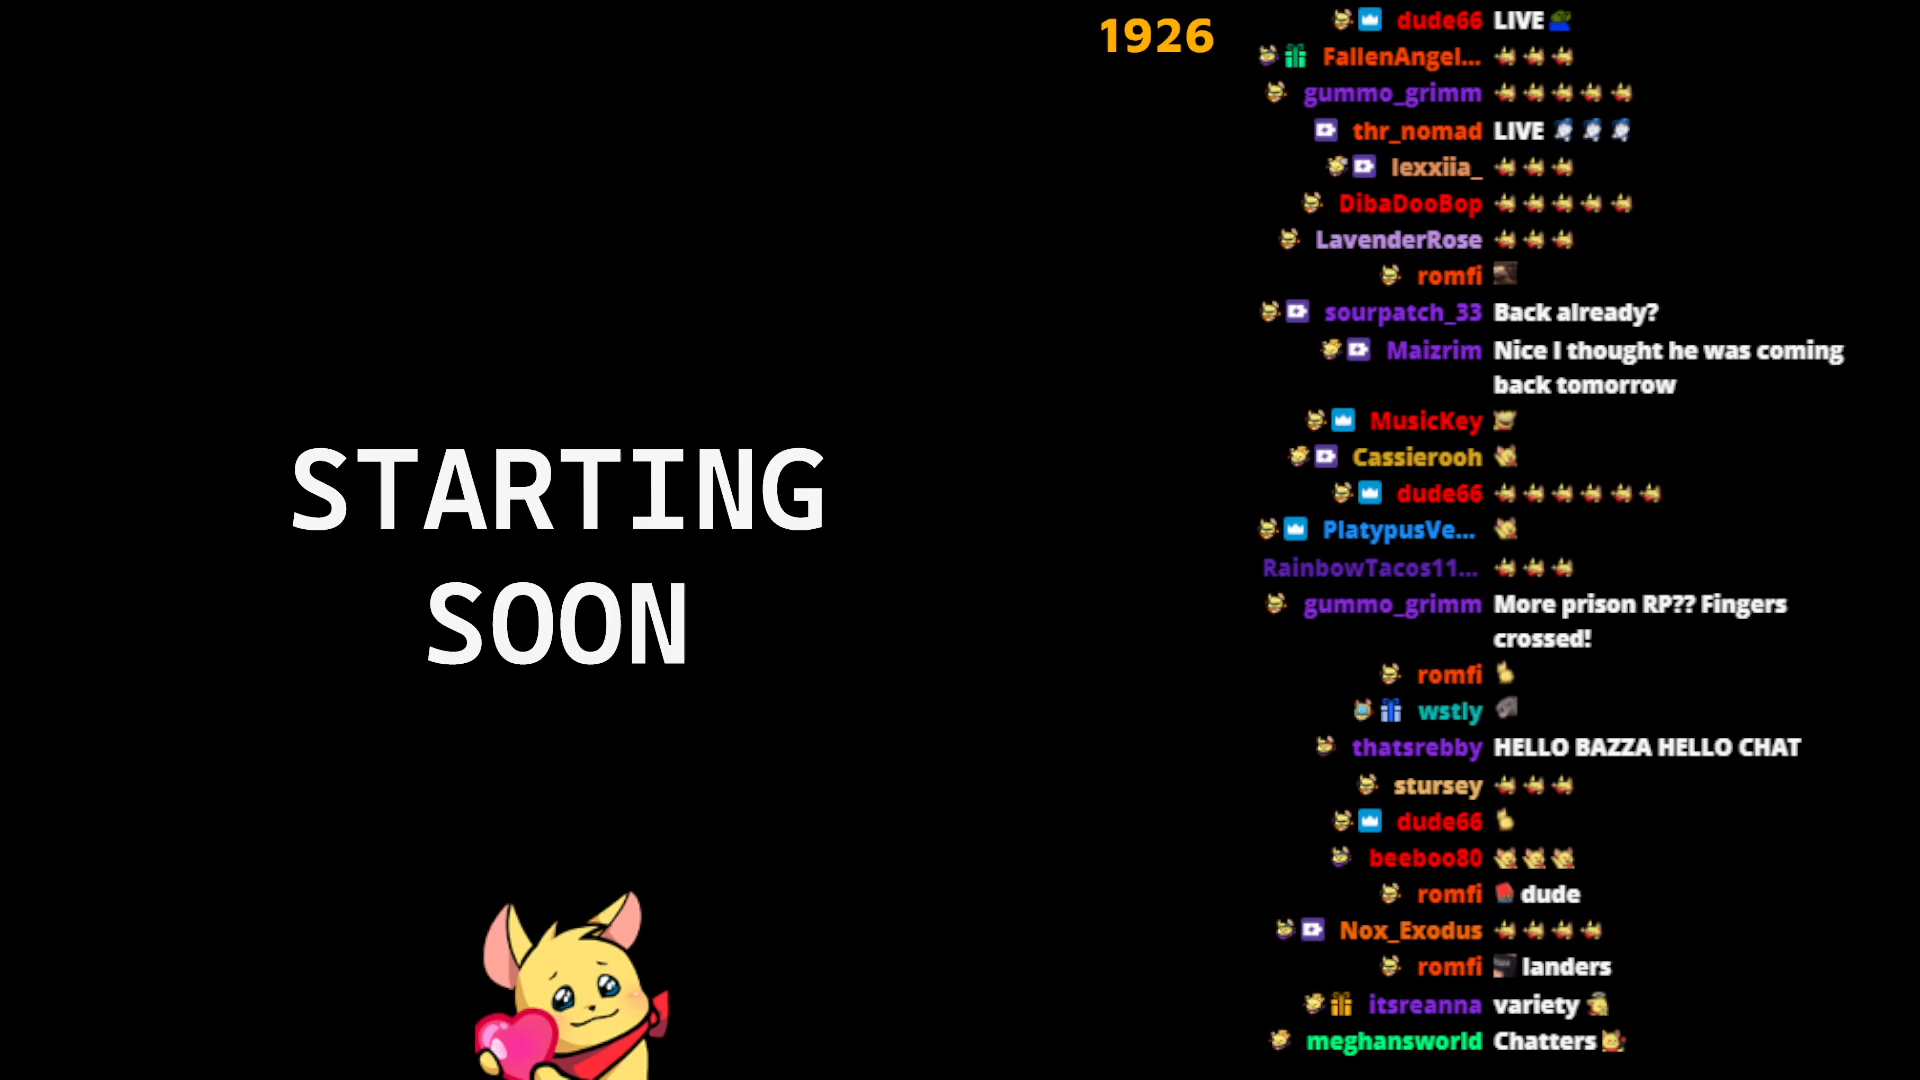 1926
STARTING
SOON
dude66 LIVE
FallenAngel...
gummo_grimm
thr_nomad LIVE
lexxiia_
DibaDooBop
LavenderRose
romfi
sourpatch_33 Back already?
Maizrim Nice I thought he was coming
back tomorrow
MusicKey
Cassierooh
dude66
PlatypusVe...
RainbowTacos11...
gummo_grimm More prison RP?? Fingers
crossed!
romfi
wstly
thatsrebby HELLO BAZZA HELLO CHAT
stursey
dude66
beeboo80
romfi dude
Nox_Exodus
romfi landers
itsreanna variety
meghansworld Chatters